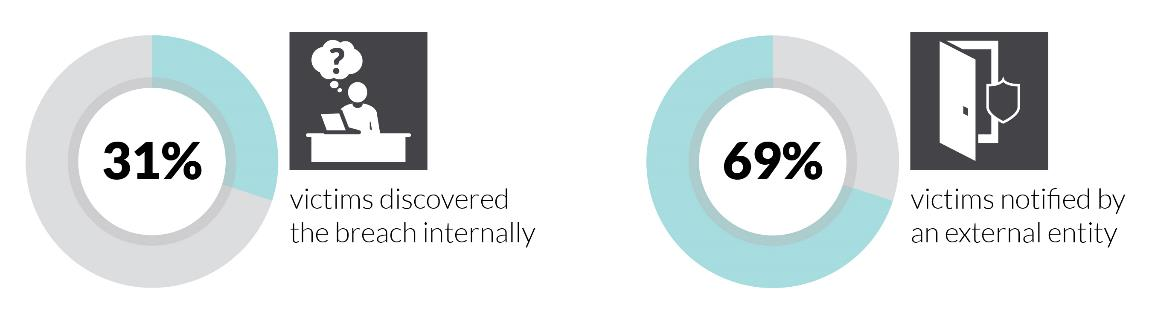 31%
?
victims discovered
the breach internally
69%
victims notified by
an external entity